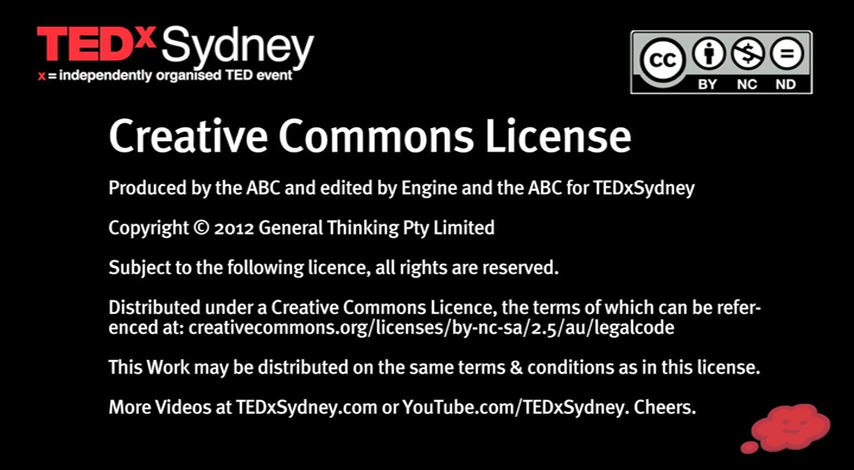 TEDxSydney
x = independently organised TED event
CC BY NC ND
Creative Commons License
Produced by the ABC and edited by Engine and the ABC for TEDxSydney
Copyright © 2012 General Thinking Pty Limited
Subject to the following licence, all rights are reserved.
Distributed under a Creative Commons Licence, the terms of which can be refer-
enced at: creativecommons.org/licenses/by-nc-sa/2.5/au/legalcode
This Work may be distributed on the same terms & conditions as in this license.
More Videos at TEDxSydney.com or YouTube.com/TEDxSydney. Cheers.